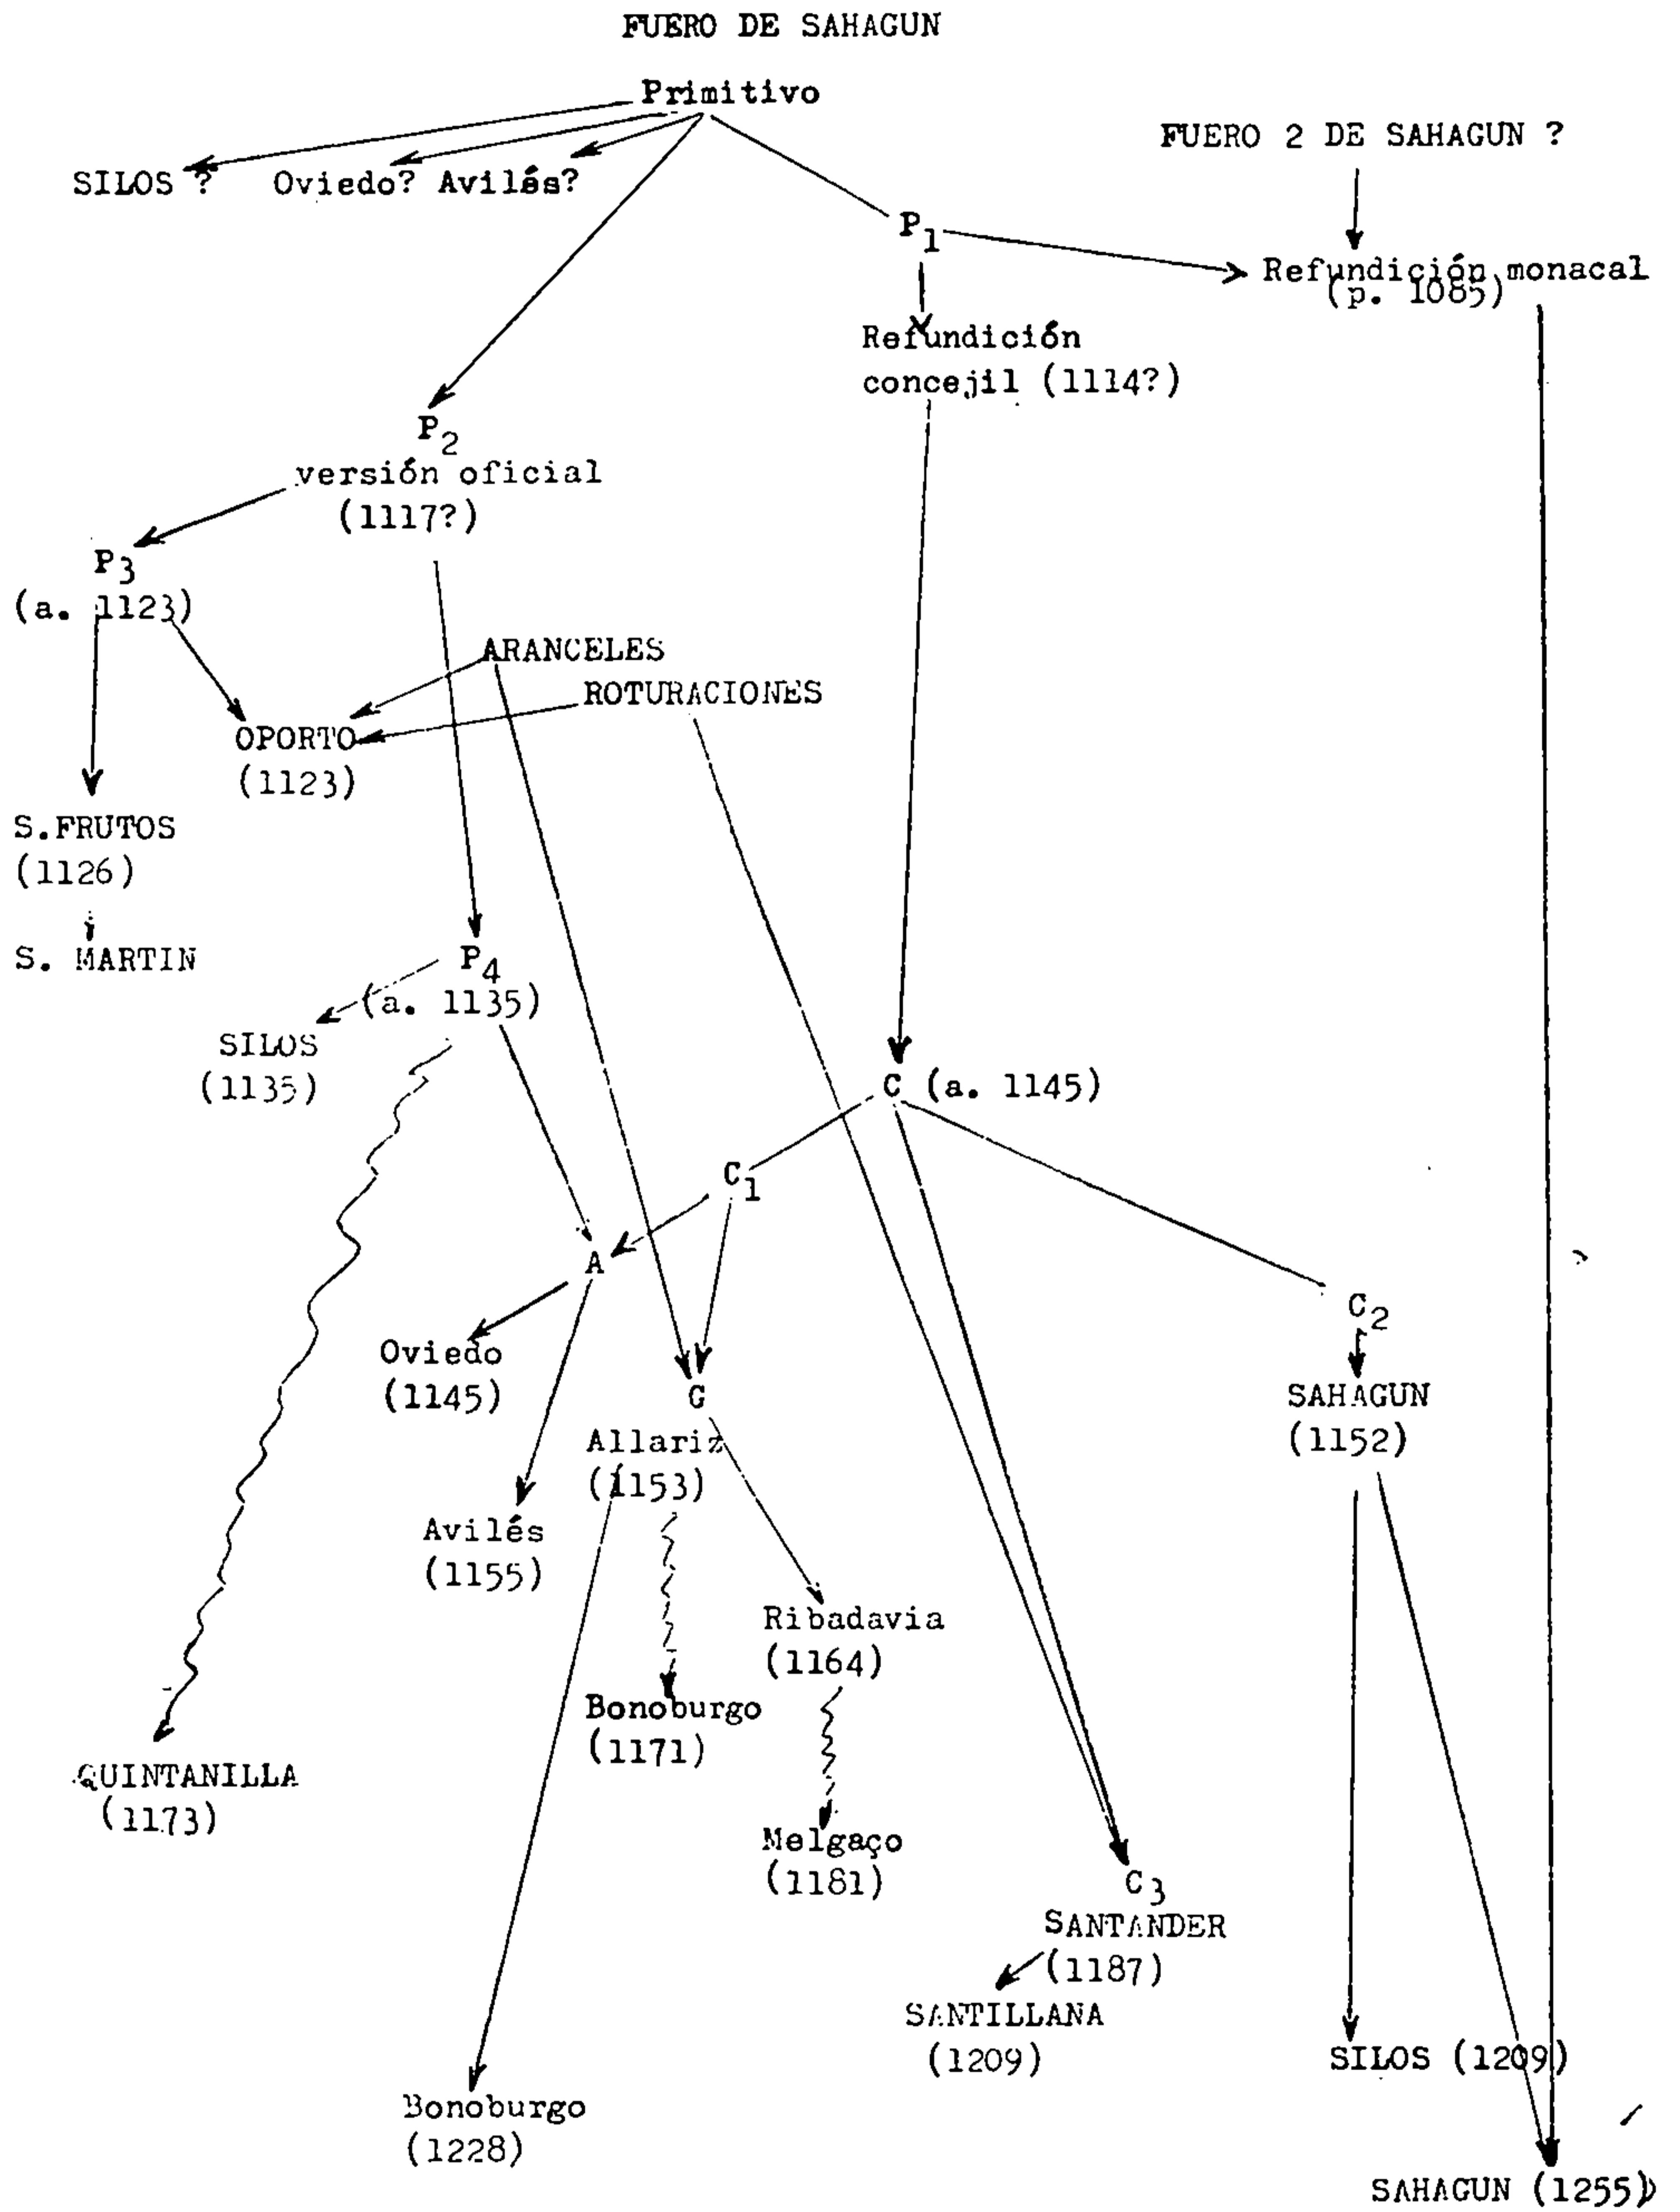 FUERO DE SAHAGUN
Primitivo
FUERO 2 DE SAHAGUN ?
SILOS ?
Oviedo?
Avilés?
P1
Refundición monacal
(p. 1085)
Refundición
concejil (1114?)
P2
versión oficial
(1117?)
P3
(a. 1123)
ARANCELES
ROTURACIONES
OPORTO
(1123)
S.FRUTOS
(1126)
S. MARTIN
P4
(a. 1135)
SILOS
(1135)
C (a. 1145)
C1
A
C2
Oviedo
(1145)
G
SAHAGUN
(1152)
Allariz
(1153)
Avilés
(1155)
Ribadavia
(1164)
Bonoburgo
(1171)
QUINTANILLA
(1173)
Melgaço
(1181)
C3
SANTANDER
(1187)
SANTILLANA
(1209)
SILOS (1209)
Bonoburgo
(1228)
SAHAGUN (1255)